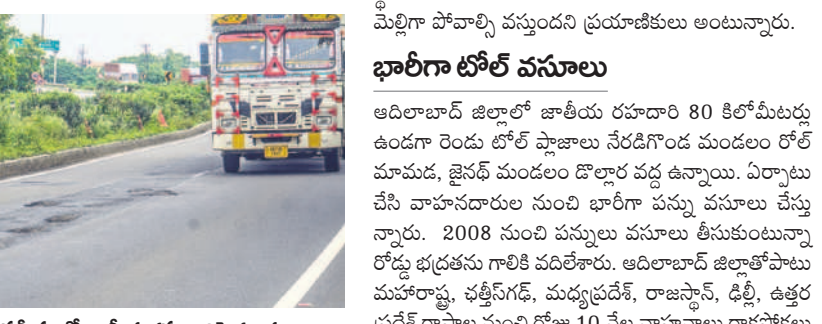 మెల్లిగా పోవాల్సి వస్తుందని ప్రయాణికులు అంటున్నారు.
భారీగా టోల్ వసూలు
ఆదిలాబాద్ జిల్లాలో జాతీయ రహదారి 80 కిలోమీటర్లు
ఉండగా రెండు టోల్ ప్లాజాలు నేరడిగొండ మండలం రోల్
మామడ, జైనథ్ మండలం డొల్లార వద్ద ఉన్నాయి. ఏర్పాటు
చేసి వాహనదారుల నుంచి భారీగా పన్ను వసూలు చేస్తు
న్నారు. 2008 నుంచి పన్నులు వసూలు తీసుకుంటున్నా
రోడ్డు భద్రతను గాలికి వదిలేశారు. ఆదిలాబాద్ జిల్లాతోపాటు
మహారాష్ట్ర, ఛత్తీస్‌గఢ్, మధ్యప్రదేశ్, రాజస్థాన్, ఢిల్లీ, ఉత్తర